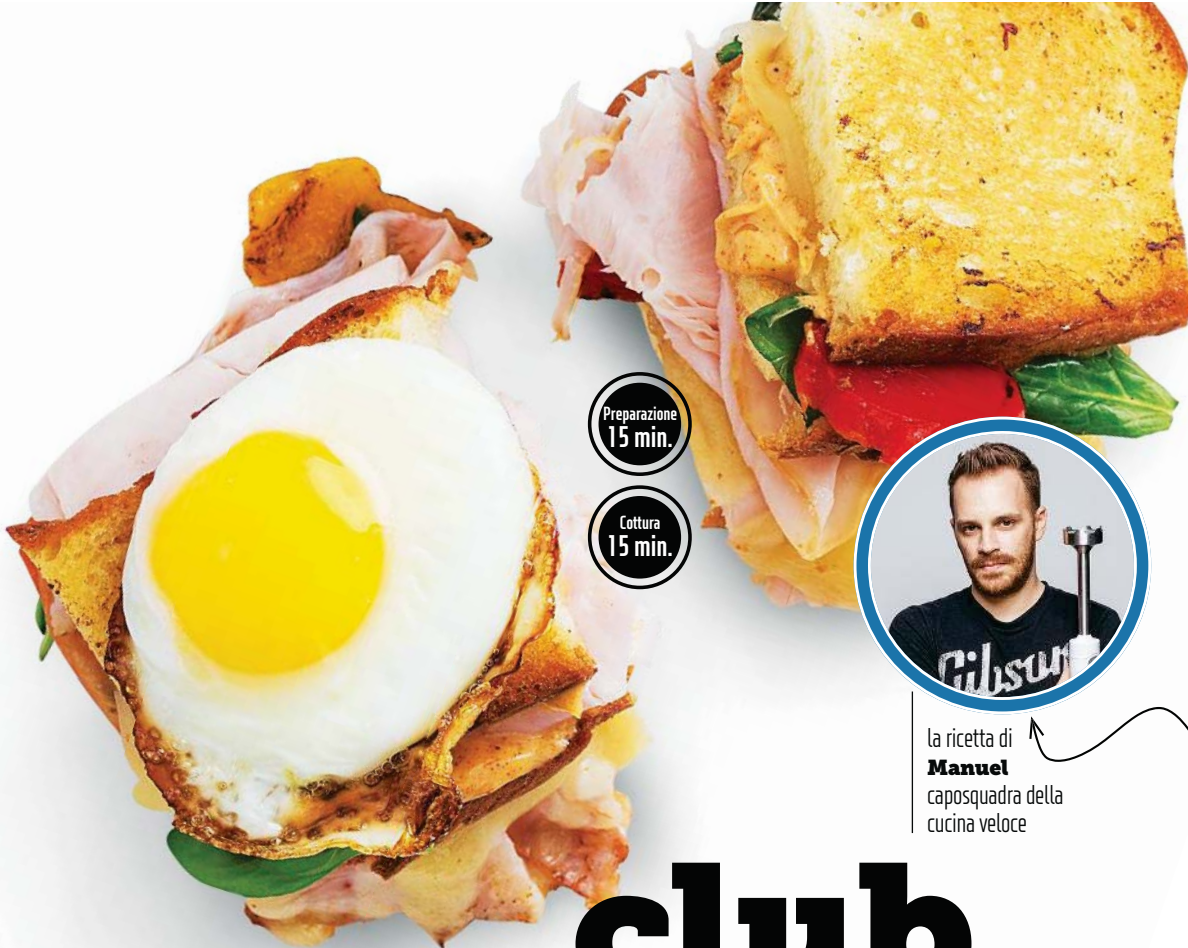 Preparazione
15 min.
Cottura
15 min.
Gibson
la ricetta di
Manuel
caposquadra della
cucina veloce
club